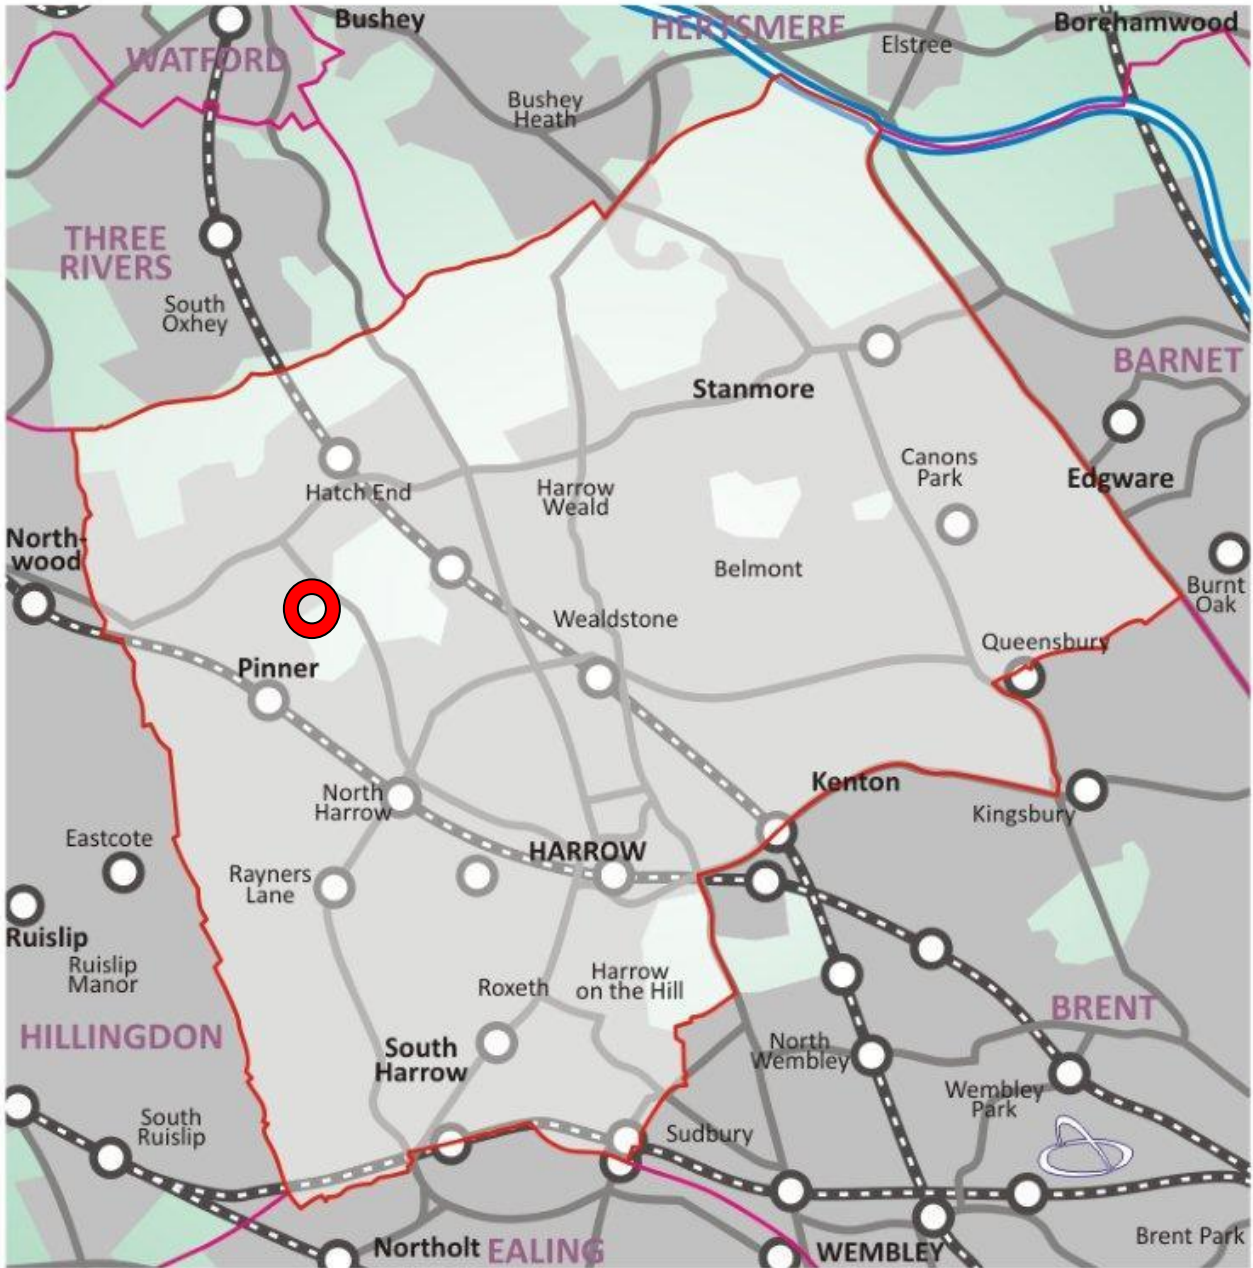 Bushey
HERTSMERE
Borehamwood
Elstree
WATFORD
Bushey
Heath
THREE
RIVERS
South
Oxhey
BARNET
Stanmore
Canons
Park
Edgware
Hatch End
Harrow
Weald
North-
wood
Belmont
Burnt
Oak
Wealdstone
Queensbury
Pinner
Kenton
North
Harrow
Kingsbury
Eastcote
HARROW
Rayners
Lane
Ruislip
Ruislip
Manor
Roxeth
Harrow
on the Hill
BRENT
HILLINGDON
South
Harrow
North
Wembley
Wembley
Park
South
Ruislip
Sudbury
Northolt
EALING
WEMBLEY
Brent Park